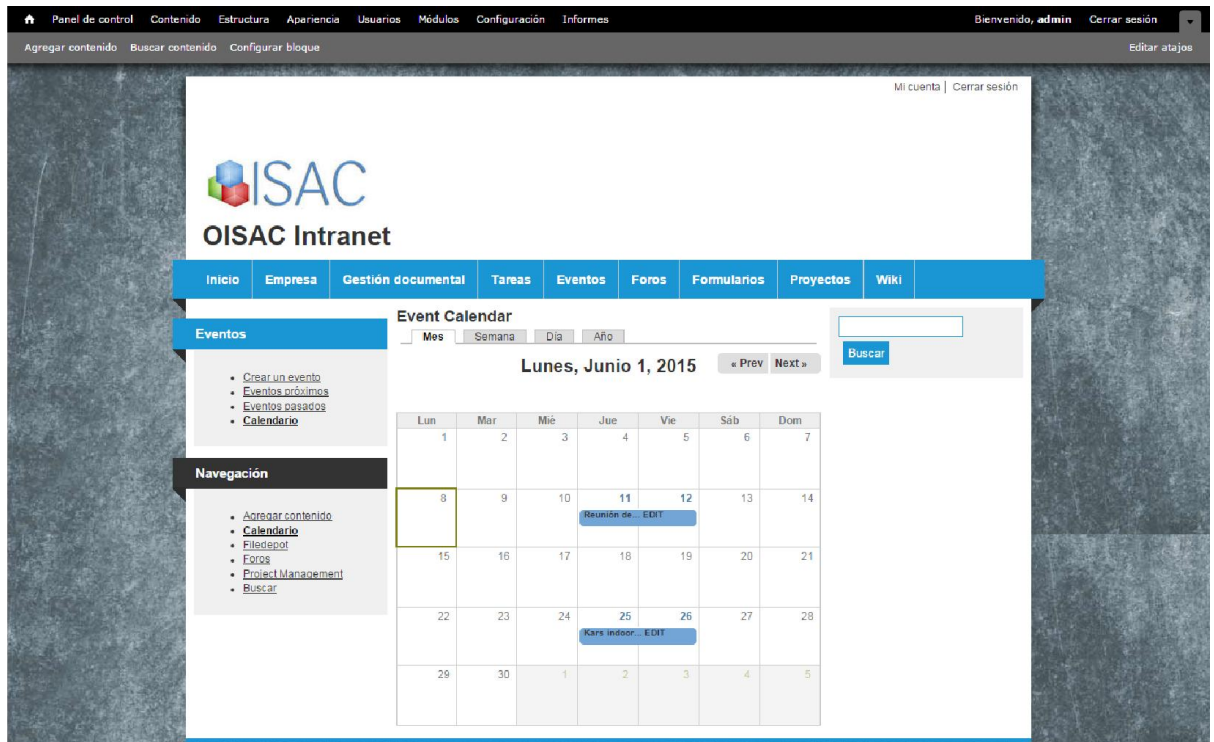 Panel de control Contenido Estructura Apariencia Usuarios Módulos Configuración Informes Bienvenido, admin Cerrar sesión
Agregar contenido Buscar contenido Configurar bloque Editar atajos
Mi cuenta | Cerrar sesión
ISAC
OISAC Intranet
Inicio Empresa Gestión documental Tareas Eventos Foros Formularios Proyectos Wiki
Eventos
Crear un evento
Eventos próximos
Eventos pasados
Calendario
Navegación
Agregar contenido
Calendario
Filedepot
Foros
Project Management
Buscar
Event Calendar
Mes Semana Día Año
Lunes, Junio 1, 2015 « Prev Next »
Lun Mar Mié Jue Vie Sáb Dom
1 2 3 4 5 6 7
8 9 10 11 12 13 14
Reunión de... EDIT
15 16 17 18 19 20 21
22 23 24 25 26 27 28
Kars indoor... EDIT
29 30 1 2 3 4 5
Buscar